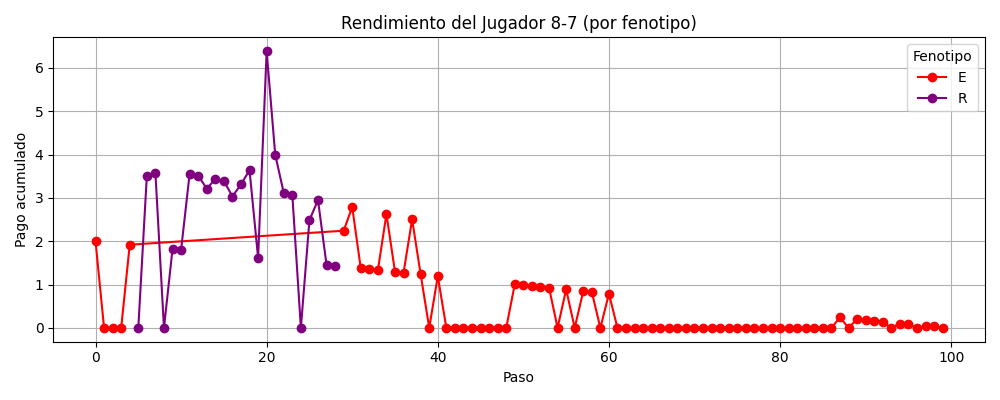 Rendimiento del Jugador 8-7 (por fenotipo)
Pago acumulado
6
5
4
3
2
1
0
Fenotipo
E
R
0 20 40 60 80 100
Paso